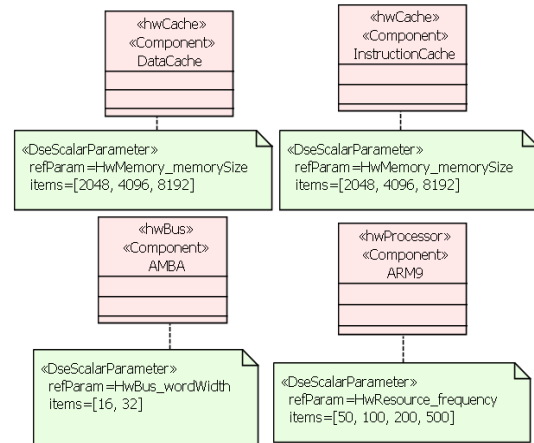 «hwCache»
«Component»
DataCache
«DseScalarParameter»
refParam=HwMemory_memorySize
items=[2048, 4096, 8192]
«hwCache»
«Component»
InstructionCache
«DseScalarParameter»
refParam=HwMemory_memorySize
items=[2048, 4096, 8192]
«hwBus»
«Component»
AMBA
«DseScalarParameter»
refParam=HwBus_wordWidth
items=[16, 32]
«hwProcessor»
«Component»
ARM9
«DseScalarParameter»
refParam=HwResource_frequency
items=[50, 100, 200, 500]